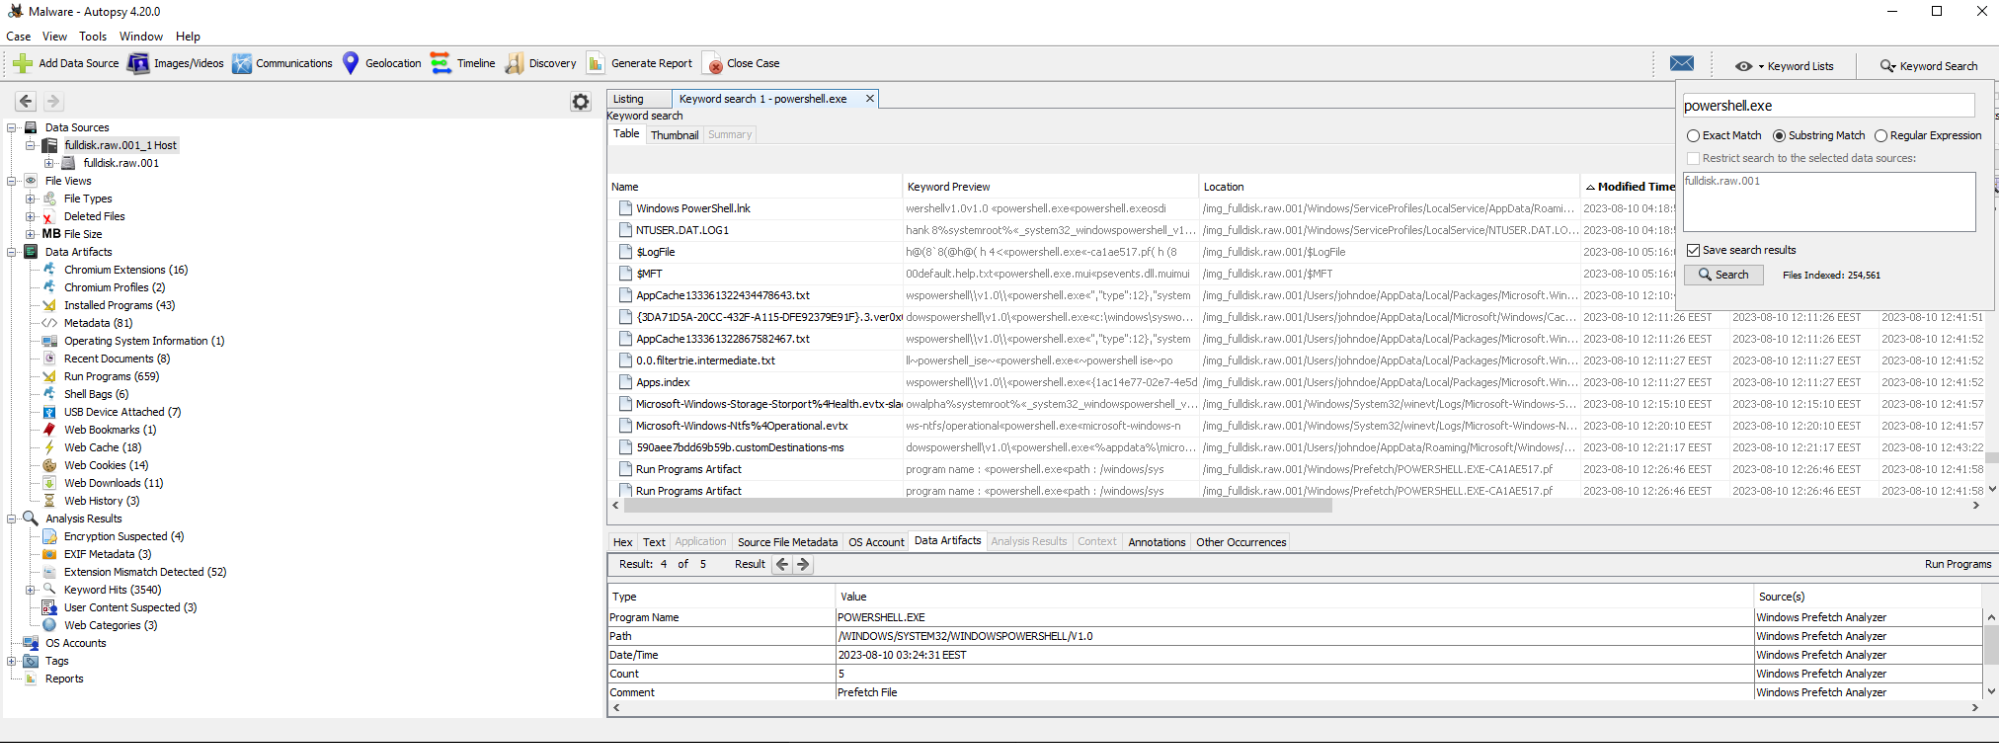 Malware - Autopsy 4.20.0
Case View Tools Window Help
Add Data Source Images/Videos Communications Geolocation Timeline Discovery Generate Report Close Case Keyword Lists Keyword Search
Data Sources
fulldisk.raw.001_1 Host
fulldisk.raw.001
File Views
File Types
Deleted Files
MB File Size
Data Artifacts
Chromium Extensions (16)
Chromium Profiles (2)
Installed Programs (43)
Metadata (81)
Operating System Information (1)
Recent Documents (8)
Run Programs (659)
Shell Bags (6)
USB Device Attached (7)
Web Bookmarks (1)
Web Cache (18)
Web Cookies (14)
Web Downloads (11)
Web History (3)
Analysis Results
Encryption Suspected (4)
EXIF Metadata (3)
Extension Mismatch Detected (52)
Keyword Hits (3540)
User Content Suspected (3)
Web Categories (3)
OS Accounts
Tags
Reports
Listing Keyword search 1 - powershell.exe
Keyword search
Table Thumbnail Summary
Name Keyword Preview Location Modified Time
Windows PowerShell.lnk wershellv1.0v1.0 «powershell.exe«powershell.exeosdi /img_fulldisk.raw.001/Windows/ServiceProfiles/LocalService/AppData/Roami... 2023-08-10 04:18:5
NTUSER.DAT.LOG1 hank 8%systemroot%«_system32_windowspowershell_v1... /img_fulldisk.raw.001/Windows/ServiceProfiles/LocalService/NTUSER.DAT.LO... 2023-08-10 04:18:5
$LogFile h@(8`8(@h@( h 4<«powershell.exe«-ca1ae517.pf( h (8 /img_fulldisk.raw.001/$LogFile 2023-08-10 05:16:0
$MFT 00default.help.txt«powershell.exe.mui«psevents.dll.muimui /img_fulldisk.raw.001/$MFT 2023-08-10 05:16:0
AppCache133361322434478643.txt wspowershell\\v1.0\\«powershell.exe«","type":12},"system /img_fulldisk.raw.001/Users/johndoe/AppData/Local/Packages/Microsoft.Win... 2023-08-10 12:10:4
{3DA71D5A-20CC-432F-A115-DFE92379E91F}.3.ver0x0 dowspowershell\v1.0\«powershell.exe«c:\windows\syswo... /img_fulldisk.raw.001/Users/johndoe/AppData/Local/Microsoft/Windows/Cac... 2023-08-10 12:11:26 EEST 2023-08-10 12:11:26 EEST 2023-08-10 12:41:51
AppCache133361322867582467.txt wspowershell\\v1.0\\«powershell.exe«","type":12},"system /img_fulldisk.raw.001/Users/johndoe/AppData/Local/Packages/Microsoft.Win... 2023-08-10 12:11:26 EEST 2023-08-10 12:11:26 EEST 2023-08-10 12:41:52
0.0.filtertrie.intermediate.txt ll~powershell_ise~«powershell.exe«~powershell ise~po /img_fulldisk.raw.001/Users/johndoe/AppData/Local/Packages/Microsoft.Win... 2023-08-10 12:11:27 EEST 2023-08-10 12:11:27 EEST 2023-08-10 12:41:52
Apps.index wspowershell\\v1.0\\«powershell.exe«{1ac14e77-02e7-4e5d /img_fulldisk.raw.001/Users/johndoe/AppData/Local/Packages/Microsoft.Win... 2023-08-10 12:11:27 EEST 2023-08-10 12:11:27 EEST 2023-08-10 12:41:52
Microsoft-Windows-Storage-Storport%4Health.evtx-slac owalpha%systemroot%«_system32_windowspowershell_v... /img_fulldisk.raw.001/Windows/System32/winevt/Logs/Microsoft-Windows-S... 2023-08-10 12:15:10 EEST 2023-08-10 12:15:10 EEST 2023-08-10 12:41:57
Microsoft-Windows-Ntfs%4Operational.evtx ws-ntfs/operational«powershell.exe«microsoft-windows-n /img_fulldisk.raw.001/Windows/System32/winevt/Logs/Microsoft-Windows-N... 2023-08-10 12:20:10 EEST 2023-08-10 12:20:10 EEST 2023-08-10 12:41:57
590aee7bdd69b59b.customDestinations-ms dowspowershell\v1.0\«powershell.exe«%appdata%\micro... /img_fulldisk.raw.001/Users/johndoe/AppData/Roaming/Microsoft/Windows/... 2023-08-10 12:21:17 EEST 2023-08-10 12:21:17 EEST 2023-08-10 12:43:22
Run Programs Artifact program name : «powershell.exe«path : /windows/sys /img_fulldisk.raw.001/Windows/Prefetch/POWERSHELL.EXE-CA1AE517.pf 2023-08-10 12:26:46 EEST 2023-08-10 12:26:46 EEST 2023-08-10 12:41:58
Run Programs Artifact program name : «powershell.exe«path : /windows/sys /img_fulldisk.raw.001/Windows/Prefetch/POWERSHELL.EXE-CA1AE517.pf 2023-08-10 12:26:46 EEST 2023-08-10 12:26:46 EEST 2023-08-10 12:41:58
powershell.exe
Exact Match Substring Match Regular Expression
Restrict search to the selected data sources:
fulldisk.raw.001
Save search results
Search Files Indexed: 254,561
Hex Text Application Source File Metadata OS Account Data Artifacts Analysis Results Context Annotations Other Occurrences
Result: 4 of 5 Result Run Programs
Type Value Source(s)
Program Name POWERSHELL.EXE Windows Prefetch Analyzer
Path /WINDOWS/SYSTEM32/WINDOWSPOWERSHELL/V1.0 Windows Prefetch Analyzer
Date/Time 2023-08-10 03:24:31 EEST Windows Prefetch Analyzer
Count 5 Windows Prefetch Analyzer
Comment Prefetch File Windows Prefetch Analyzer